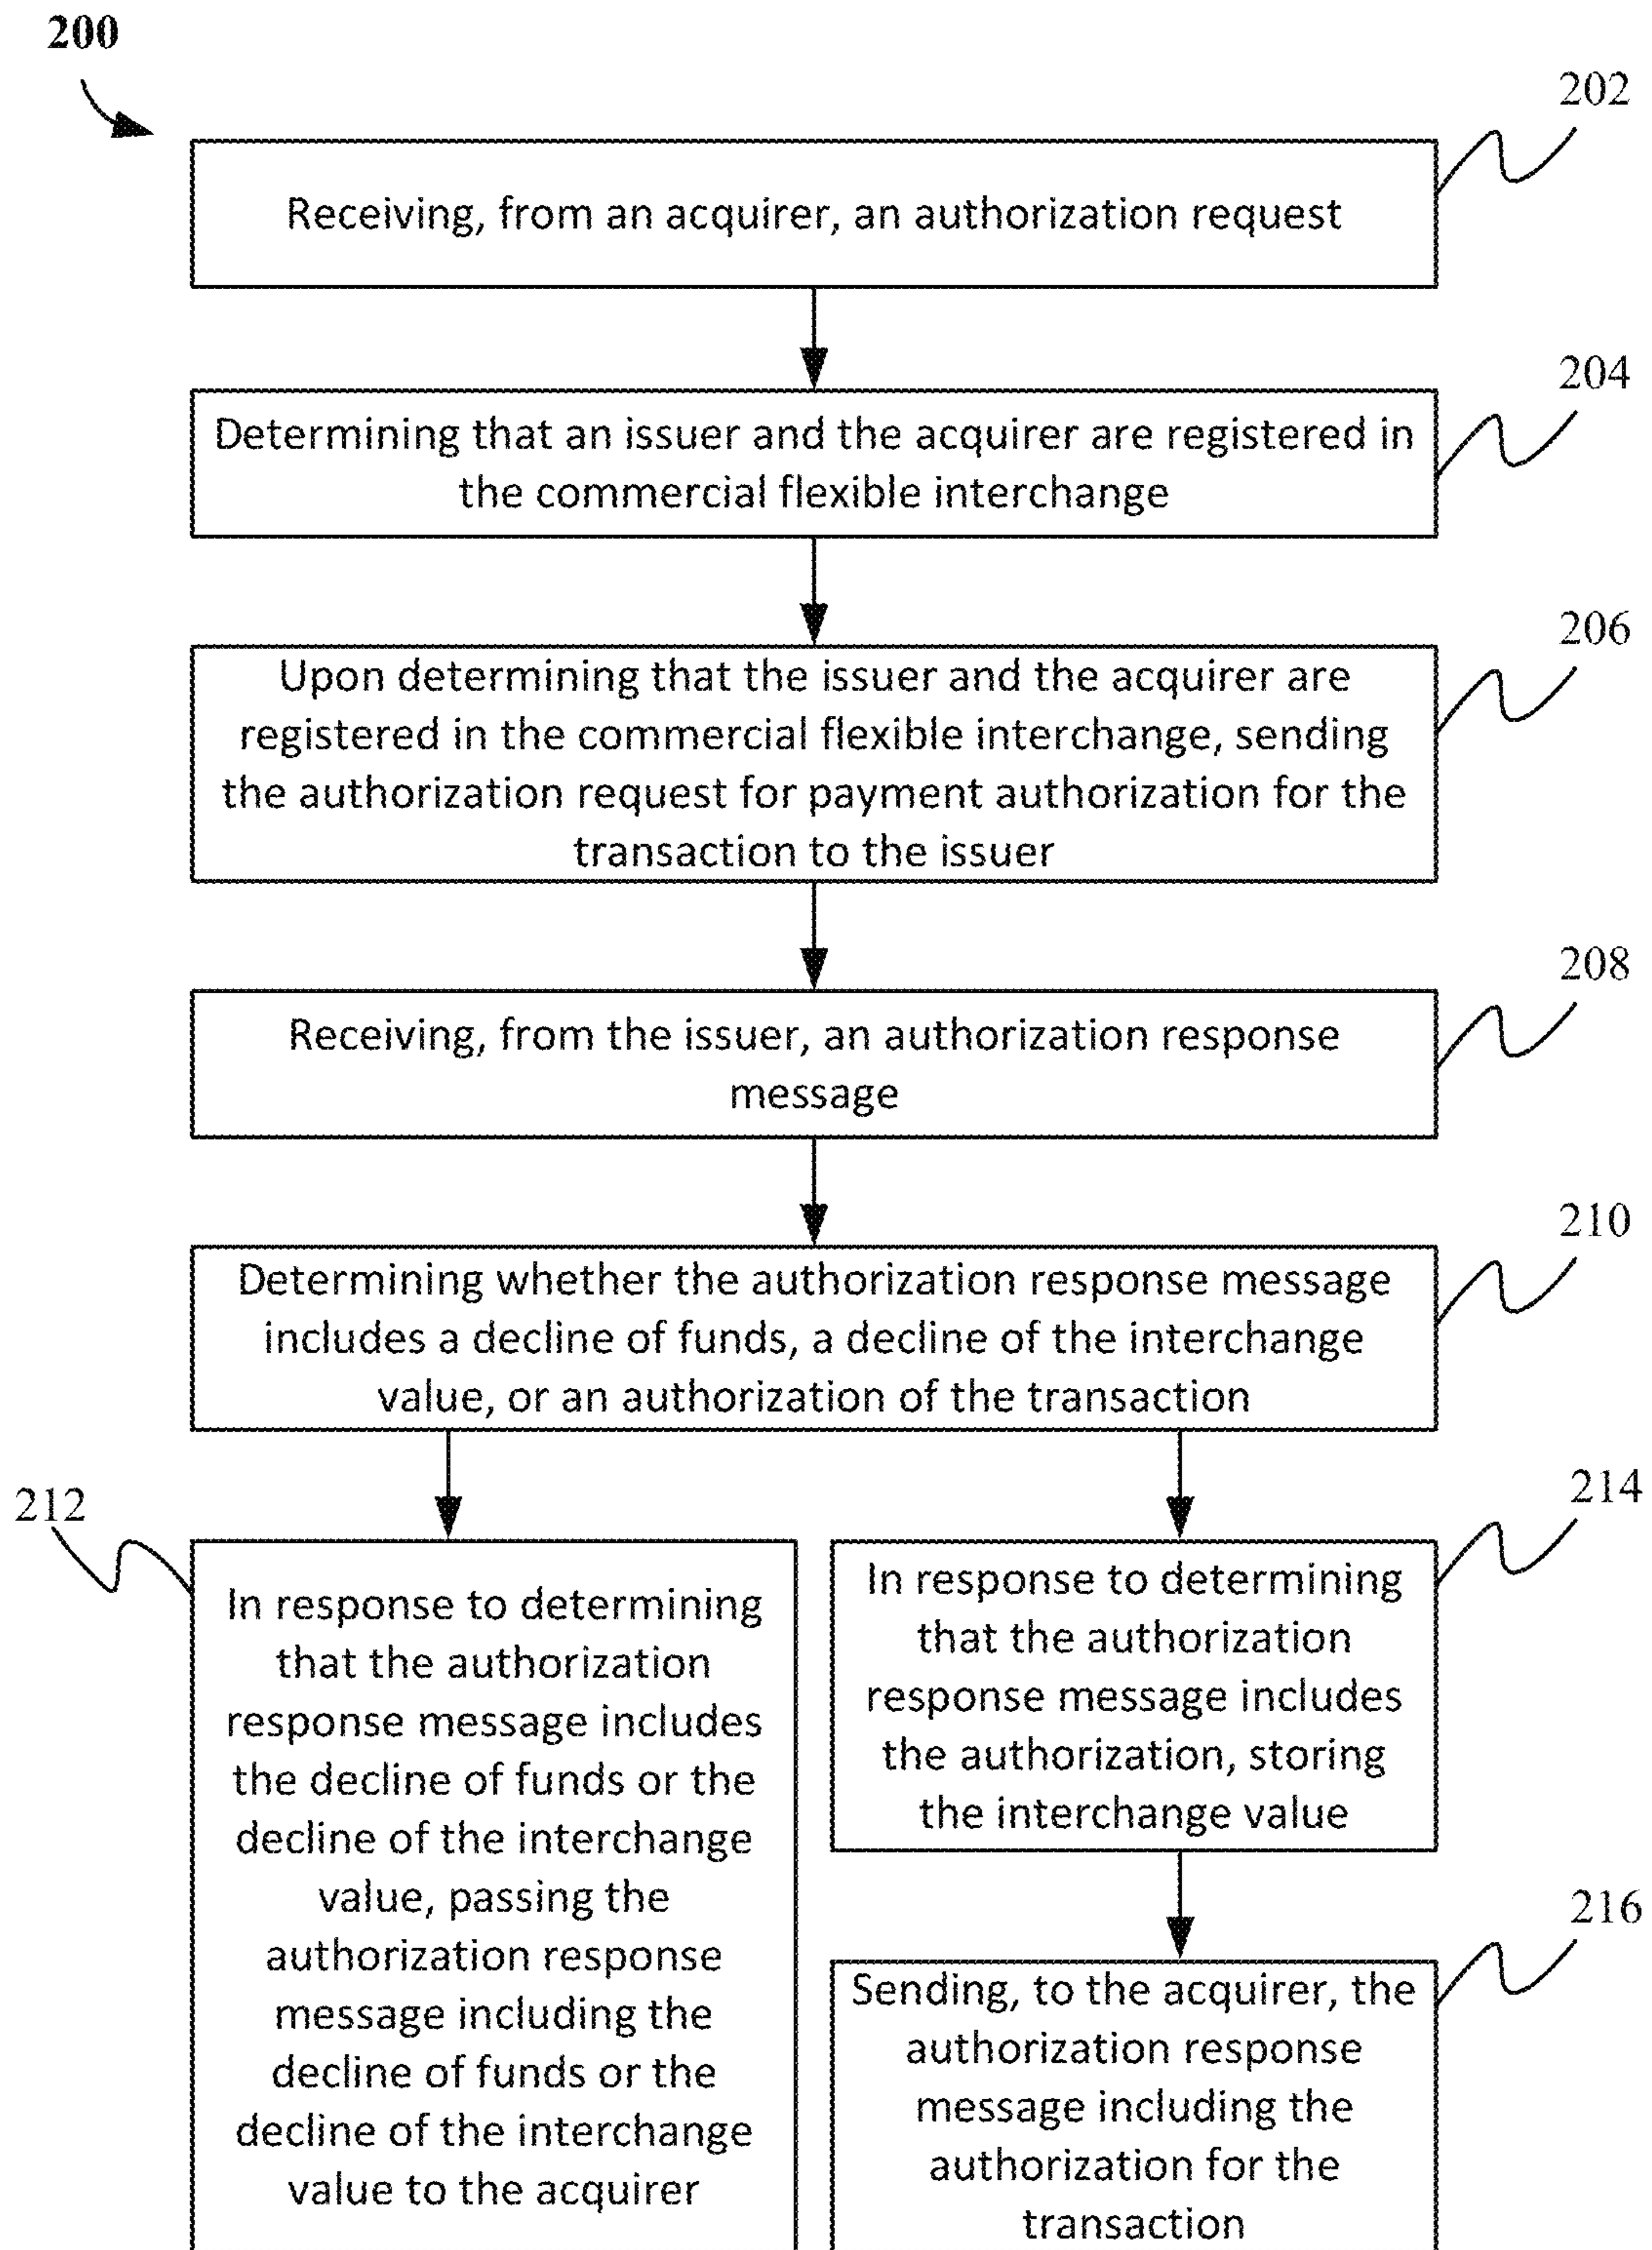 200
202
Receiving, from an acquirer, an authorization request
204
Determining that an issuer and the acquirer are registered in
the commercial flexible interchange
206
Upon determining that the issuer and the acquirer are
registered in the commercial flexible interchange, sending
the authorization request for payment authorization for the
transaction to the issuer
208
Receiving, from the issuer, an authorization response
message
210
Determining whether the authorization response message
includes a decline of funds, a decline of the interchange
value, or an authorization of the transaction
212
In response to determining
that the authorization
response message includes
the decline of funds or the
decline of the interchange
value, passing the
authorization response
message including the
decline of funds or the
decline of the interchange
value to the acquirer
214
In response to determining
that the authorization
response message includes
the authorization, storing
the interchange value
216
Sending, to the acquirer, the
authorization response
message including the
authorization for the
transaction